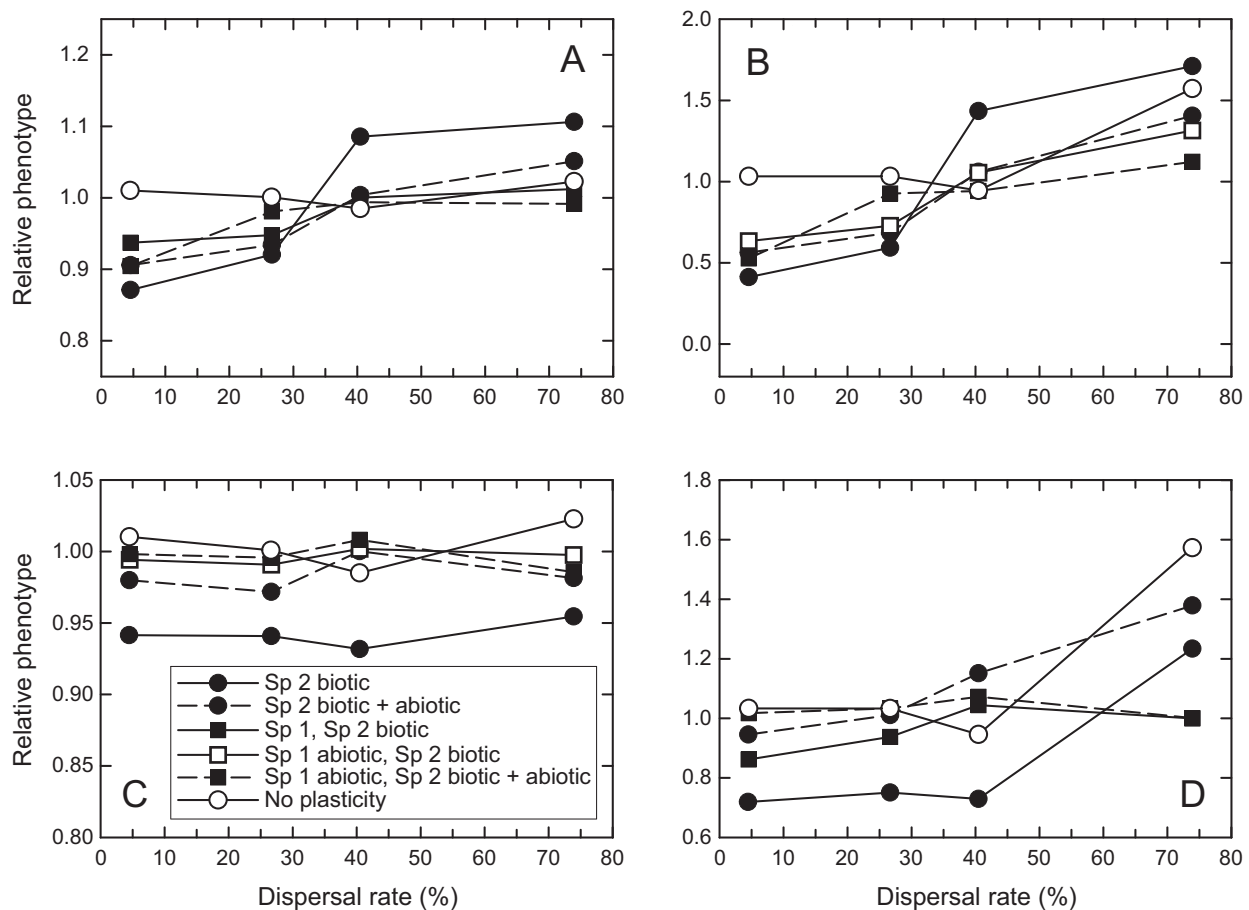 A
1.2
1.1
1.0
0.9
0.8
Relative phenotype
0 10 20 30 40 50 60 70 80
B
2.0
1.5
1.0
0.5
0.0
0 10 20 30 40 50 60 70 80
1.05
1.00
0.95
0.90
0.85
0.80
Relative phenotype
Sp 2 biotic
Sp 2 biotic + abiotic
Sp 1, Sp 2 biotic
Sp 1 abiotic, Sp 2 biotic
Sp 1 abiotic, Sp 2 biotic + abiotic
No plasticity
C
0 10 20 30 40 50 60 70 80
Dispersal rate (%)
1.8
1.6
1.4
1.2
1.0
0.8
0.6
D
0 10 20 30 40 50 60 70 80
Dispersal rate (%)